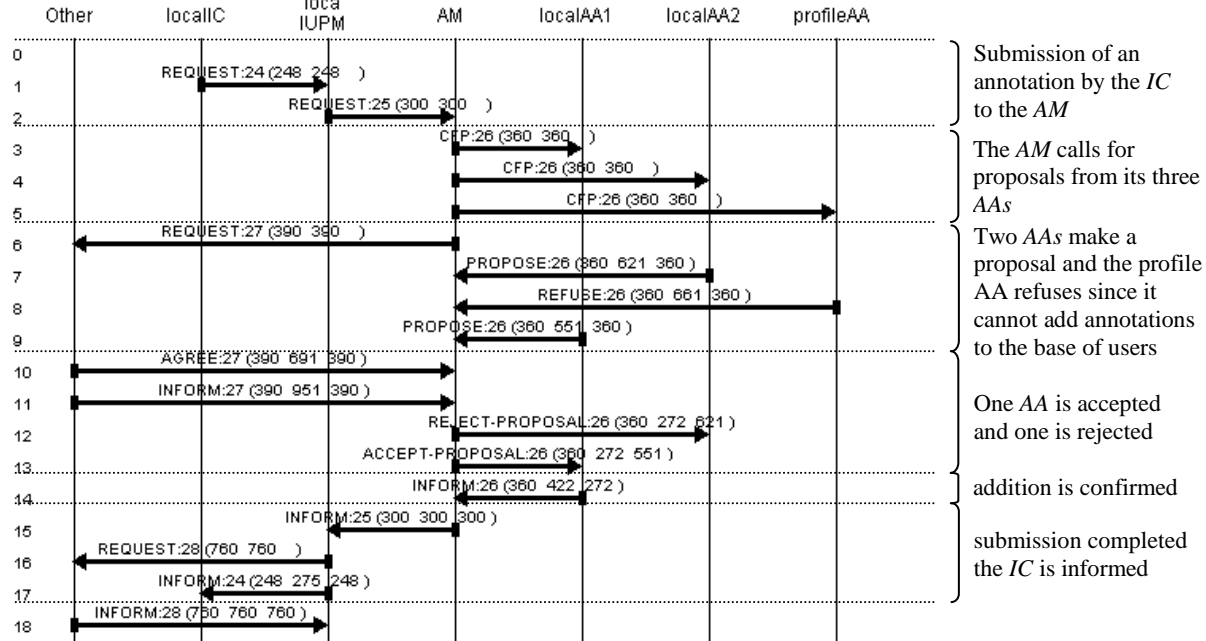 Other localIC local IUPM AM localAA1 localAA2 profileAA
0
REQUEST:24 (248 248 )
1
REQUEST:25 (300 300 )
2
Submission of an
annotation by the IC
to the AM
CFP:26 (360 360 )
3
CFP:26 (360 360 )
4
CFP:26 (360 360 )
5
The AM calls for
proposals from its three
AAs
REQUEST:27 (390 390 )
6
PROPOSE:26 (360 621 360 )
7
REFUSE:26 (360 661 360 )
8
PROPOSE:26 (360 551 360 )
9
Two AAs make a
proposal and the profile
AA refuses since it
cannot add annotations
to the base of users
AGREE:27 (390 691 390 )
10
INFORM:27 (390 951 390 )
11
REJECT-PROPOSAL:26 (360 272 621 )
12
ACCEPT-PROPOSAL:26 (360 272 551 )
13
One AA is accepted
and one is rejected
INFORM:26 (360 422 272 )
14
addition is confirmed
INFORM:25 (300 300 300 )
15
REQUEST:28 (760 760 )
16
INFORM:24 (248 275 248 )
17
submission completed
the IC is informed
INFORM:28 (760 760 760 )
18